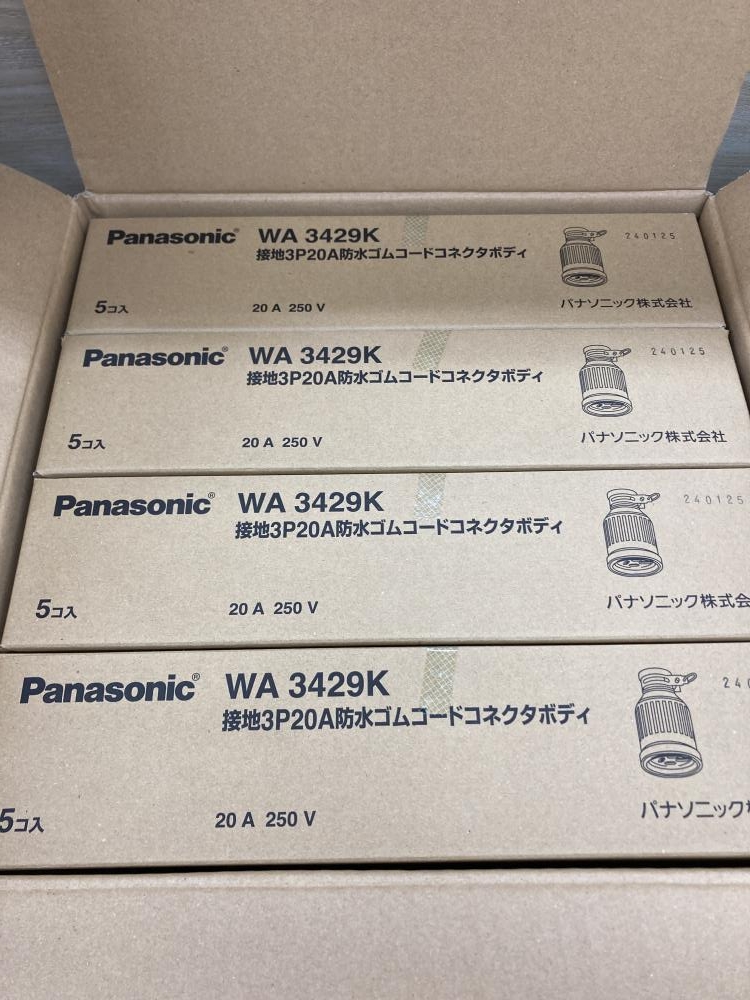 Panasonic® WA 3429K 240125
接地3P20A防水ゴムコードコネクタボディ
5コ入 20 A 250 V パナソニック株式会社
Panasonic® WA 3429K 240125
接地3P20A防水ゴムコードコネクタボディ
5コ入 20 A 250 V パナソニック株式会社
Panasonic® WA 3429K 240125
接地3P20A防水ゴムコードコネクタボディ
5コ入 20 A 250 V パナソニック株式会
Panasonic® WA 3429K 240
接地3P20A防水ゴムコードコネクタボディ
5コ入 20 A 250 V パナソニック